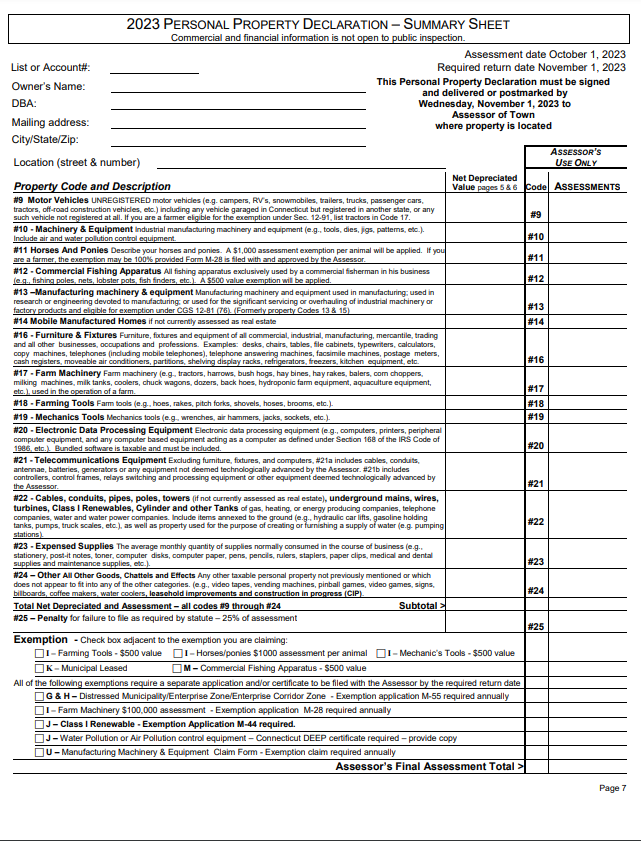 2023 PERSONAL PROPERTY DECLARATION – SUMMARY SHEET
Commercial and financial information is not open to public inspection.
Assessment date October 1, 2023
List or Account#:
Required return date November 1, 2023
Owner's Name:
This Personal Property Declaration must be signed
and delivered or postmarked by
DBA:
Wednesday, November 1, 2023 to
Mailing address:
Assessor of Town
where property is located
City/State/Zip:
Location (street & number)
ASSESSOR'S
USE ONLY
Property Code and Description
Net Depreciated
Value pages 5 & 6
Code
ASSESSMENTS
#9 Motor Vehicles UNREGISTERED motor vehicles (e.g. campers, RV's, snowmobiles, trailers, trucks, passenger cars,
tractors, off-road construction vehicles, etc.) including any vehicle garaged in Connecticut but registered in another state, or any
such vehicle not registered at all. If you are a farmer eligible for the exemption under Sec. 12-91, list tractors in Code 17.
#9
#10 - Machinery & Equipment Industrial manufacturing machinery and equipment (e.g., tools, dies, jigs, patterns, etc.).
Include air and water pollution control equipment.
#10
#11 Horses And Ponies Describe your horses and ponies. A $1,000 assessment exemption per animal will be applied. If you
are a farmer, the exemption may be 100% provided Form M-28 is filed with and approved by the Assessor.
#11
#12 - Commercial Fishing Apparatus All fishing apparatus exclusively used by a commercial fisherman in his business
(e.g., fishing poles, nets, lobster pots, fish finders, etc.). A $500 value exemption will be applied.
#12
#13 –Manufacturing machinery & equipment Manufacturing machinery and equipment used in manufacturing; used in
research or engineering devoted to manufacturing; or used for the significant servicing or overhauling of industrial machinery or
factory products and eligible for exemption under CGS 12-81 (76). (Formerly property Codes 13 & 15)
#13
#14 Mobile Manufactured Homes if not currently assessed as real estate
#14
#16 - Furniture & Fixtures Furniture, fixtures and equipment of all commercial, industrial, manufacturing, mercantile, trading
and all other businesses, occupations and professions. Examples: desks, chairs, tables, file cabinets, typewriters, calculators,
copy machines, telephones (including mobile telephones), telephone answering machines, facsimile machines, postage meters,
cash registers, moveable air conditioners, partitions, shelving display racks, refrigerators, freezers, kitchen equipment, etc.
#16
#17 - Farm Machinery Farm machinery (e.g., tractors, harrows, bush hogs, hay bines, hay rakes, balers, corn choppers,
milking machines, milk tanks, coolers, chuck wagons, dozers, back hoes, hydroponic farm equipment, aquaculture equipment,
etc.), used in the operation of a farm.
#17
#18 - Farming Tools Farm tools (e.g., hoes, rakes, pitch forks, shovels, hoses, brooms, etc.).
#18
#19 - Mechanics Tools Mechanics tools (e.g., wrenches, air hammers, jacks, sockets, etc.).
#19
#20 - Electronic Data Processing Equipment Electronic data processing equipment (e.g., computers, printers, peripheral
computer equipment, and any computer based equipment acting as a computer as defined under Section 168 of the IRS Code of
1986, etc.). Bundled software is taxable and must be included.
#20
#21 - Telecommunications Equipment Excluding furniture, fixtures, and computers, #21a includes cables, conduits,
antennae, batteries, generators or any equipment not deemed technologically advanced by the Assessor. #21b includes
controllers, control frames, relays switching and processing equipment or other equipment deemed technologically advanced by
the Assessor.
#21
#22 - Cables, conduits, pipes, poles, towers (if not currently assessed as real estate), underground mains, wires,
turbines, Class I Renewables, Cylinder and other Tanks of gas, heating, or energy producing companies, telephone
companies, water and water power companies. Include items annexed to the ground (e.g., hydraulic car lifts, gasoline holding
tanks, pumps, truck scales, etc.), as well as property used for the purpose of creating or furnishing a supply of water (e.g. pumping
stations).
#22
#23 - Expensed Supplies The average monthly quantity of supplies normally consumed in the course of business (e.g.,
stationery, post-it notes, toner, computer disks, computer paper, pens, pencils, rulers, staplers, paper clips, medical and dental
supplies and maintenance supplies, etc.).
#23
#24 – Other All Other Goods, Chattels and Effects Any other taxable personal property not previously mentioned or which
does not appear to fit into any of the other categories. (e.g., video tapes, vending machines, pinball games, video games, signs,
billboards, coffee makers, water coolers, leasehold improvements and construction in progress (CIP).
#24
Total Net Depreciated and Assessment – all codes #9 through #24
Subtotal >
#25 – Penalty for failure to file as required by statute – 25% of assessment
#25
Exemption - Check box adjacent to the exemption you are claiming:
I – Farming Tools - $500 value
I – Horses/ponies $1000 assessment per animal
I – Mechanic's Tools - $500 value
K – Municipal Leased
M – Commercial Fishing Apparatus - $500 value
All of the following exemptions require a separate application and/or certificate to be filed with the Assessor by the required return date
G & H – Distressed Municipality/Enterprise Zone/Enterprise Corridor Zone - Exemption application M-55 required annually
I – Farm Machinery $100,000 assessment - Exemption application M-28 required annually
J – Class I Renewable - Exemption Application M-44 required.
J – Water Pollution or Air Pollution control equipment – Connecticut DEEP certificate required – provide copy
U – Manufacturing Machinery & Equipment Claim Form - Exemption claim required annually
Assessor's Final Assessment Total >
Page 7